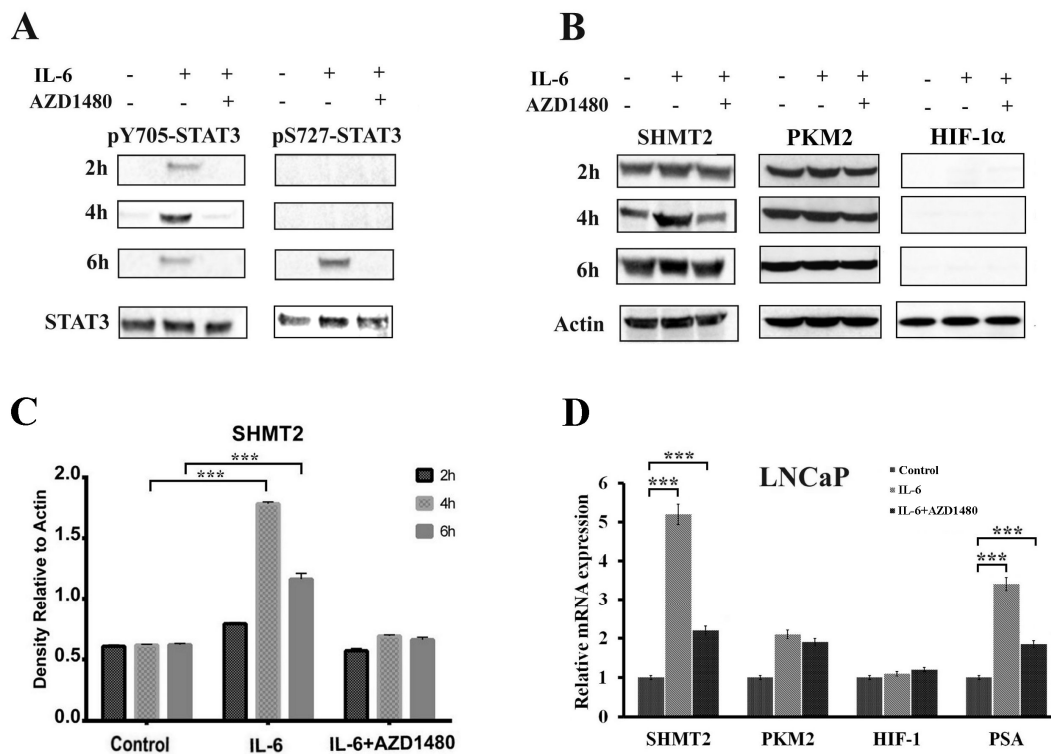 A
IL-6 - + +
AZD1480 - - +
pY705-STAT3 pS727-STAT3
- + +
- - +
2h
4h
6h
STAT3
B
IL-6 - + + - + + - + +
AZD1480 - - + - - + - - +
SHMT2 PKM2 HIF-1α
2h
4h
6h
Actin
C
SHMT2
Density Relative to Actin
2.0
1.5
1.0
0.5
0.0
***
***
2h
4h
6h
Control IL-6 IL-6+AZD1480
D
LNCaP
Relative mRNA expression
6
5
4
3
2
1
0
***
***
***
***
Control
IL-6
IL-6+AZD1480
SHMT2 PKM2 HIF-1 PSA